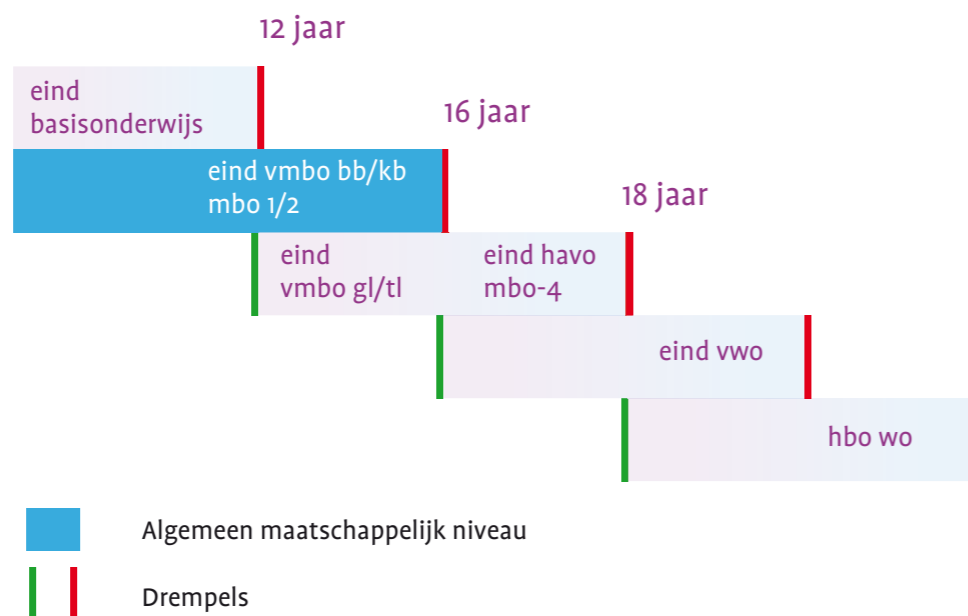 12 jaar
eind
basisonderwijs
16 jaar
eind vmbo bb/kb
mbo 1/2
18 jaar
eind
vmbo gl/tl
eind havo
mbo-4
eind vwo
hbo wo
Algemeen maatschappelijk niveau
Drempels